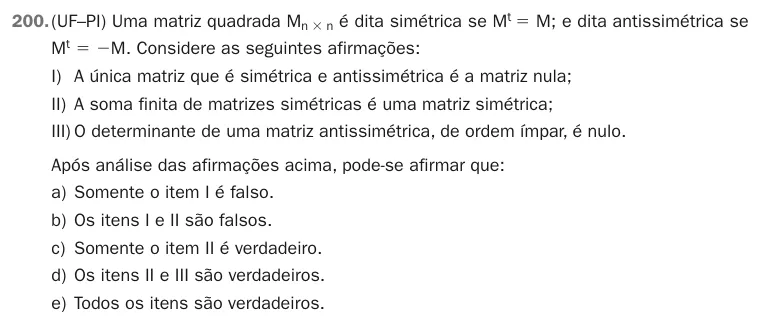 200. (UF–PI) Uma matriz quadrada Mₙ ₓ ₙ é dita simétrica se Mᵗ = M; e dita antissimétrica se
Mᵗ = −M. Considere as seguintes afirmações:
I) A única matriz que é simétrica e antissimétrica é a matriz nula;
II) A soma finita de matrizes simétricas é uma matriz simétrica;
III) O determinante de uma matriz antissimétrica, de ordem ímpar, é nulo.
Após análise das afirmações acima, pode-se afirmar que:
a) Somente o item I é falso.
b) Os itens I e II são falsos.
c) Somente o item II é verdadeiro.
d) Os itens II e III são verdadeiros.
e) Todos os itens são verdadeiros.